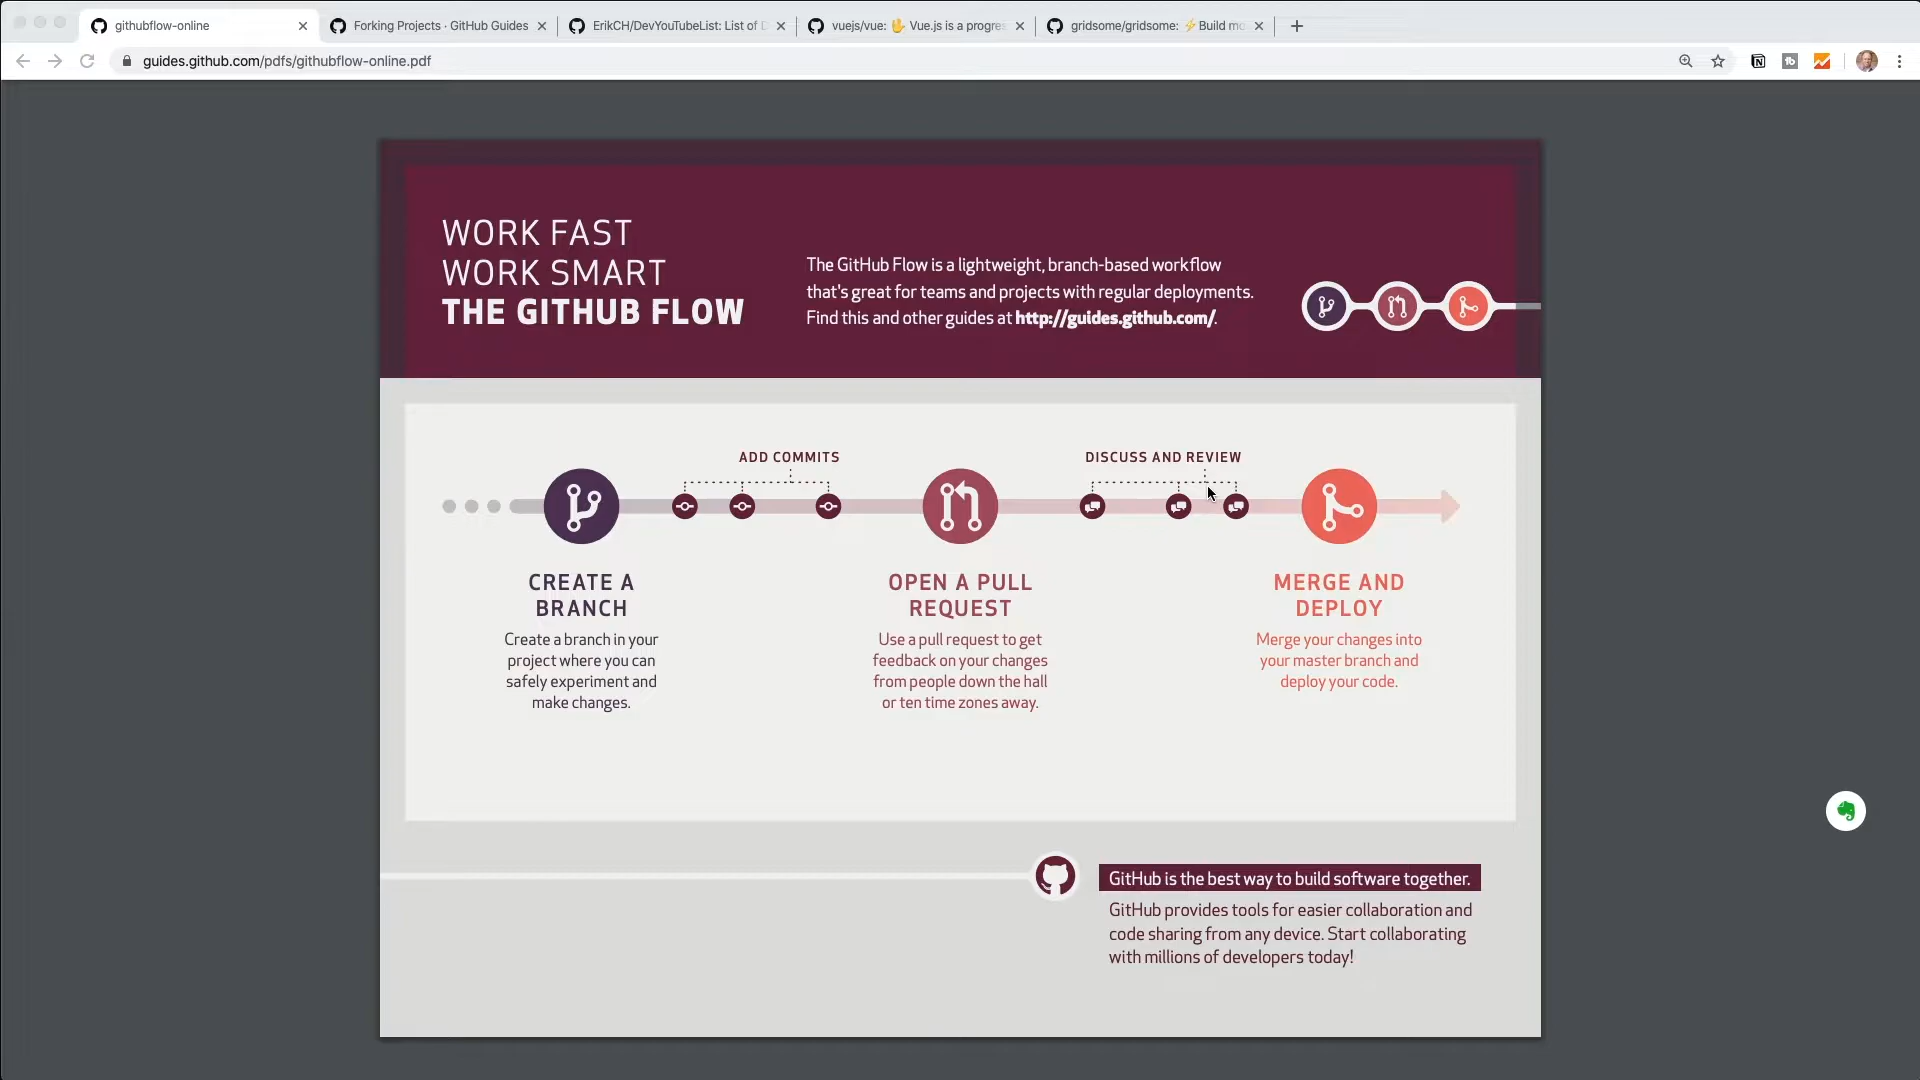 githubflow-online
Forking Projects · GitHub Guides
ErikCH/DevYouTubeList: List of D
vuejs/vue: 🖖 Vue.js is a progres
gridsome/gridsome: ⚡Build mo
guides.github.com/pdfs/githubflow-online.pdf
WORK FAST
WORK SMART
THE GITHUB FLOW
The GitHub Flow is a lightweight, branch-based workflow
that's great for teams and projects with regular deployments.
Find this and other guides at http://guides.github.com/.
ADD COMMITS
DISCUSS AND REVIEW
CREATE A
BRANCH
Create a branch in your
project where you can
safely experiment and
make changes.
OPEN A PULL
REQUEST
Use a pull request to get
feedback on your changes
from people down the hall
or ten time zones away.
MERGE AND
DEPLOY
Merge your changes into
your master branch and
deploy your code.
GitHub is the best way to build software together.
GitHub provides tools for easier collaboration and
code sharing from any device. Start collaborating
with millions of developers today!